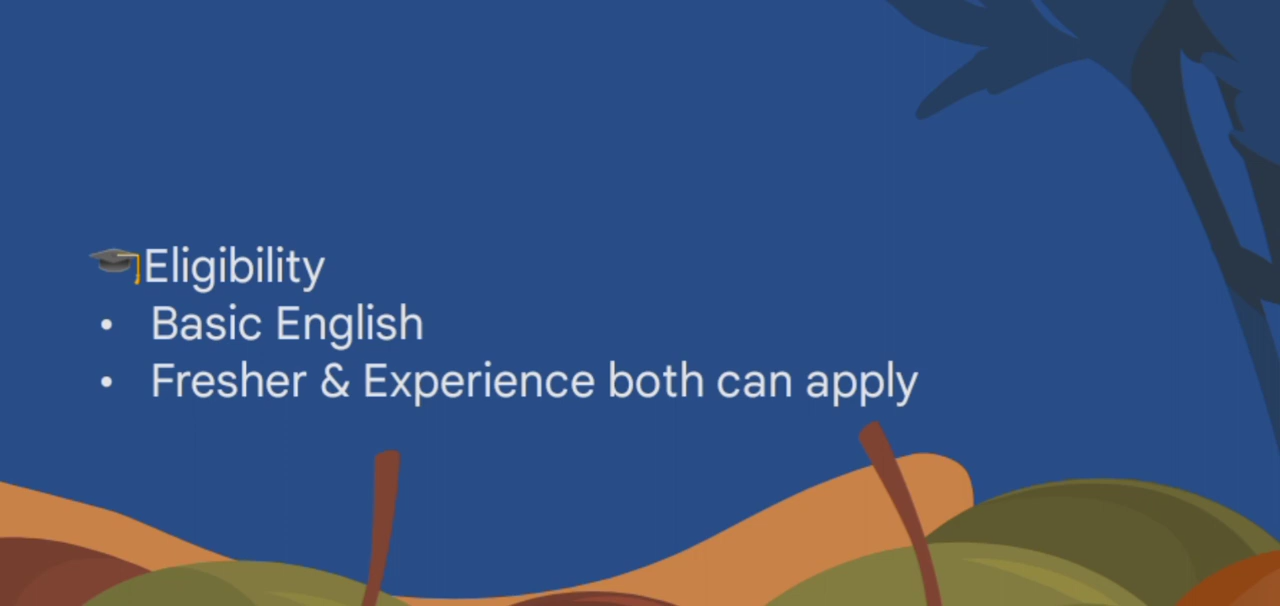 🎓Eligibility
• Basic English
• Fresher & Experience both can apply